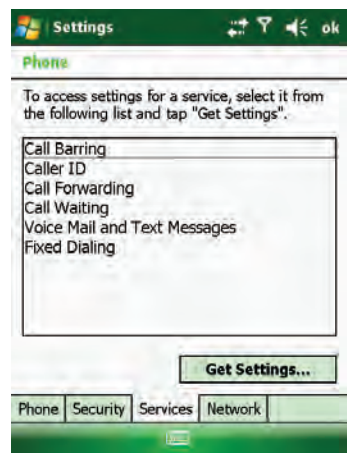 Settings
ok
Phone
To access settings for a service, select it from
the following list and tap "Get Settings".
Call Barring
Caller ID
Call Forwarding
Call Waiting
Voice Mail and Text Messages
Fixed Dialing
Get Settings...
Phone Security Services Network